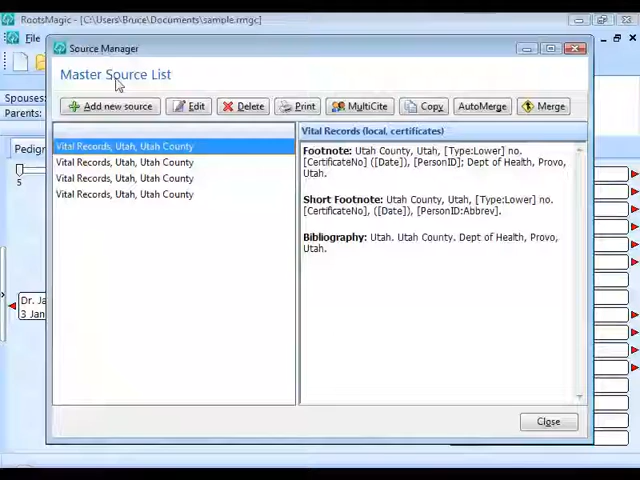 RootsMagic - (C:\Users\Bruce\Documents\sample.rmgc)
File
Source Manager
Master Source List
Spouses:
Add new source Edit Delete Print MultiCite Copy AutoMerge Merge
Parents:
Vital Records (local, certificates)
Vital Records, Utah, Utah County
Vital Records, Utah, Utah County
Vital Records, Utah, Utah County
Vital Records, Utah, Utah County
Footnote: Utah County, Utah, [Type:Lower] no.
[CertificateNo] ([Date]), [PersonID]; Dept of Health, Provo,
Utah.
Short Footnote: Utah County, Utah, [Type:Lower] no.
[CertificateNo], ([Date]), [PersonID:Abbrev].
Bibliography: Utah. Utah County. Dept of Health, Provo,
Utah.
Pedigr
5
Dr. Ja
3 Jan
Close